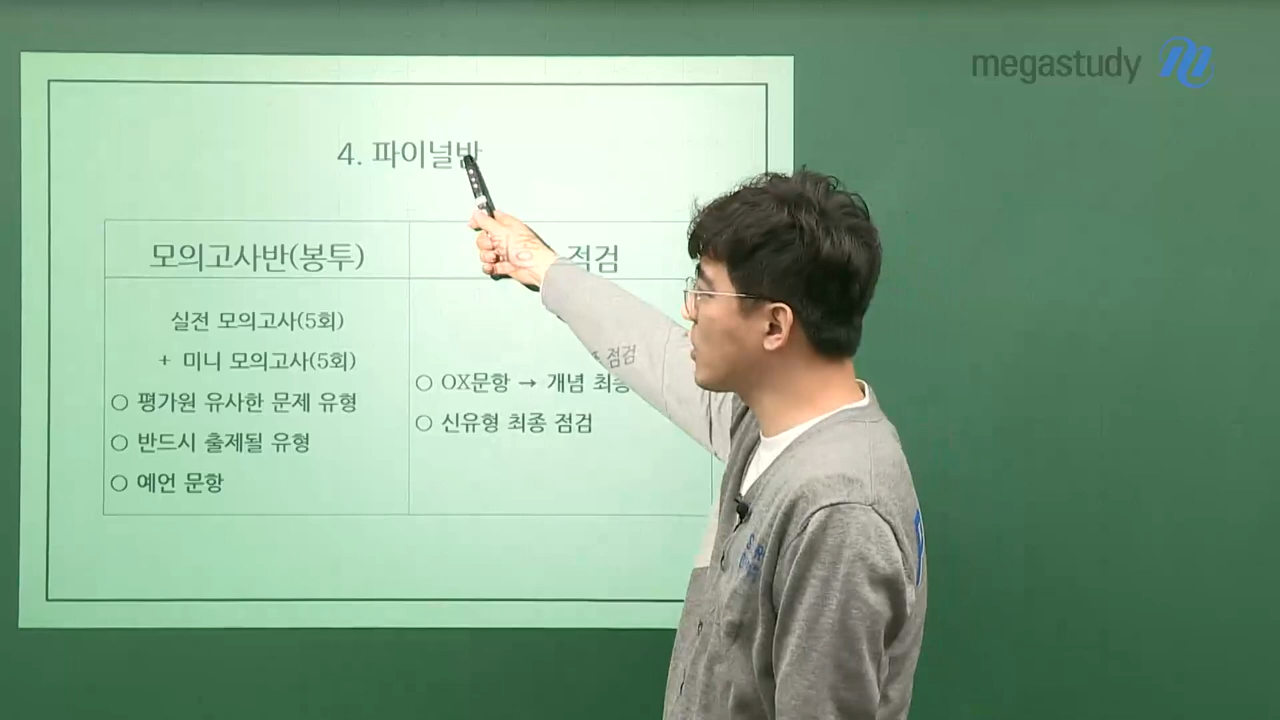 megastudy
4. 파이널반
모의고사반(봉투)
점검
실전 모의고사(5회)
+ 미니 모의고사(5회)
○ 평가원 유사한 문제 유형
○ 반드시 출제될 유형
○ 예언 문항
점검
○ OX문항 → 개념 최종
○ 신유형 최종 점검